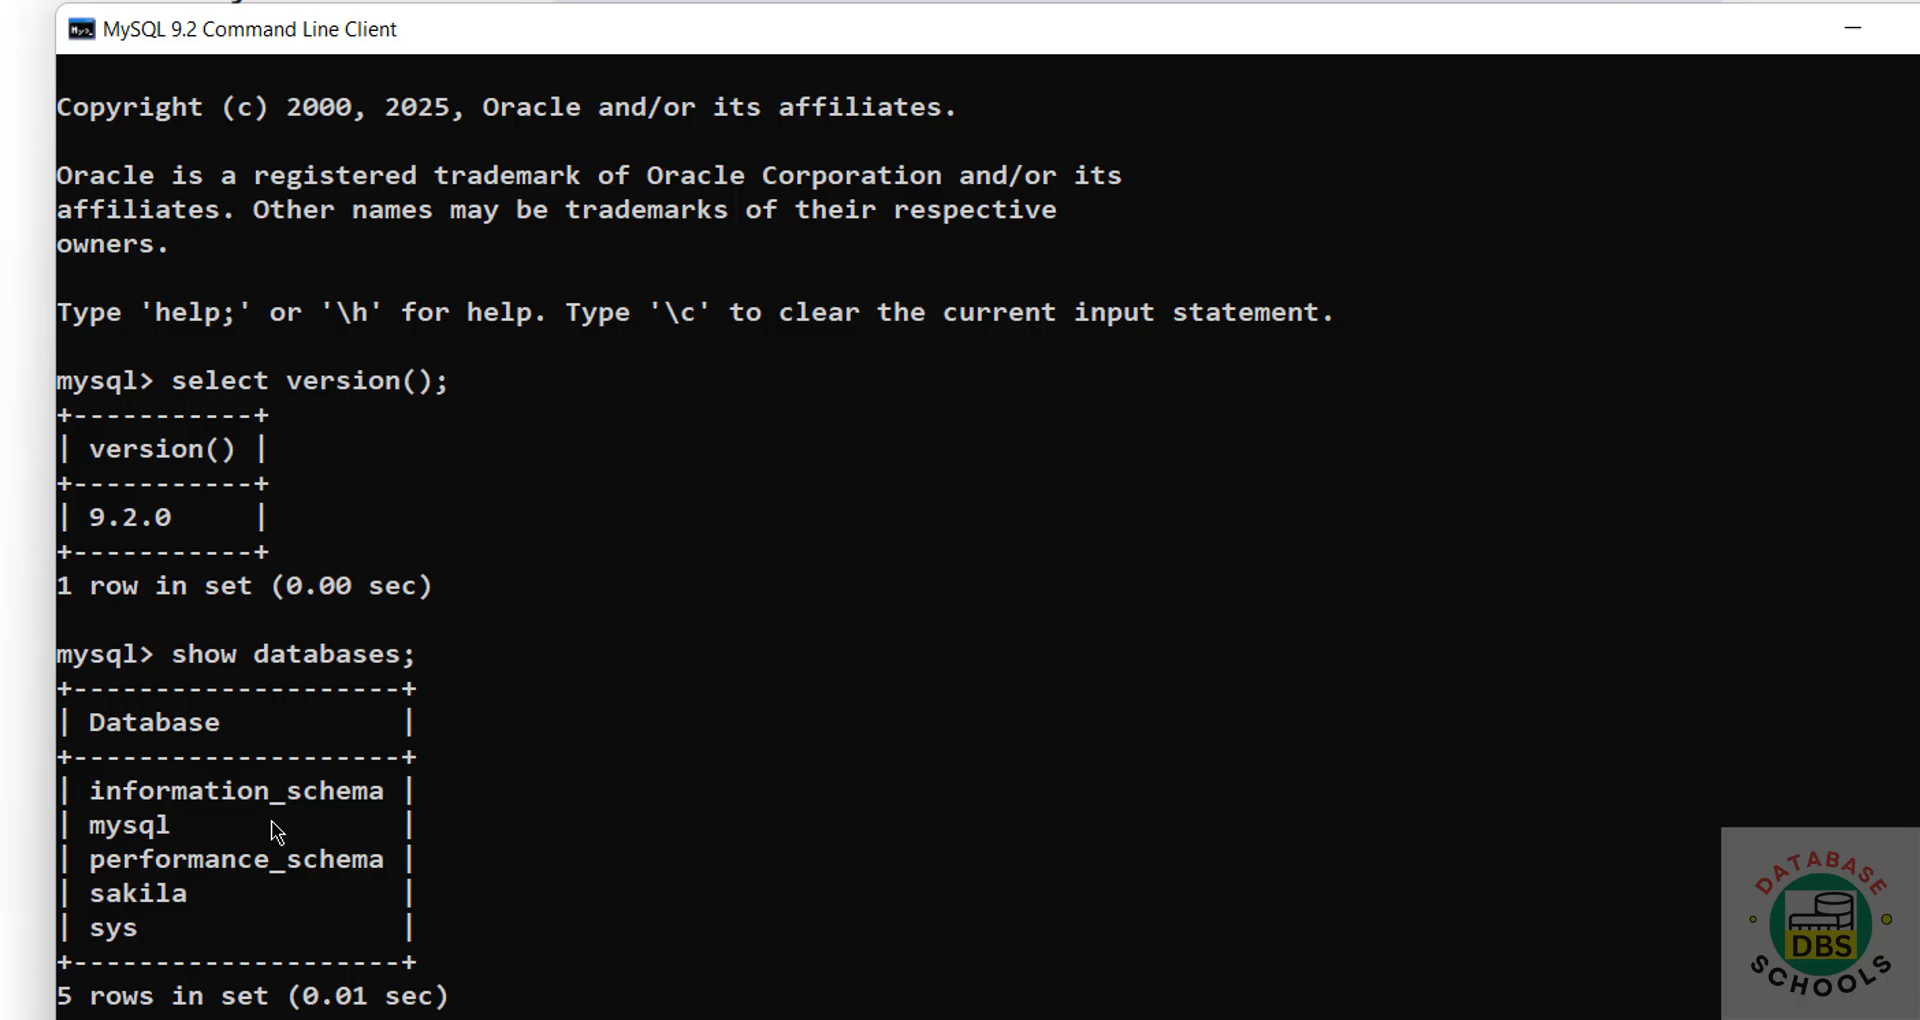 MySQL 9.2 Command Line Client
Copyright (c) 2000, 2025, Oracle and/or its affiliates.
Oracle is a registered trademark of Oracle Corporation and/or its
affiliates. Other names may be trademarks of their respective
owners.
Type 'help;' or '\h' for help. Type '\c' to clear the current input statement.
mysql> select version();
+-----------+
| version() |
+-----------+
| 9.2.0     |
+-----------+
1 row in set (0.00 sec)
mysql> show databases;
+--------------------+
| Database           |
+--------------------+
| information_schema |
| mysql              |
| performance_schema |
| sakila             |
| sys                |
+--------------------+
5 rows in set (0.01 sec)
DATABASE
DBS
SCHOOLS